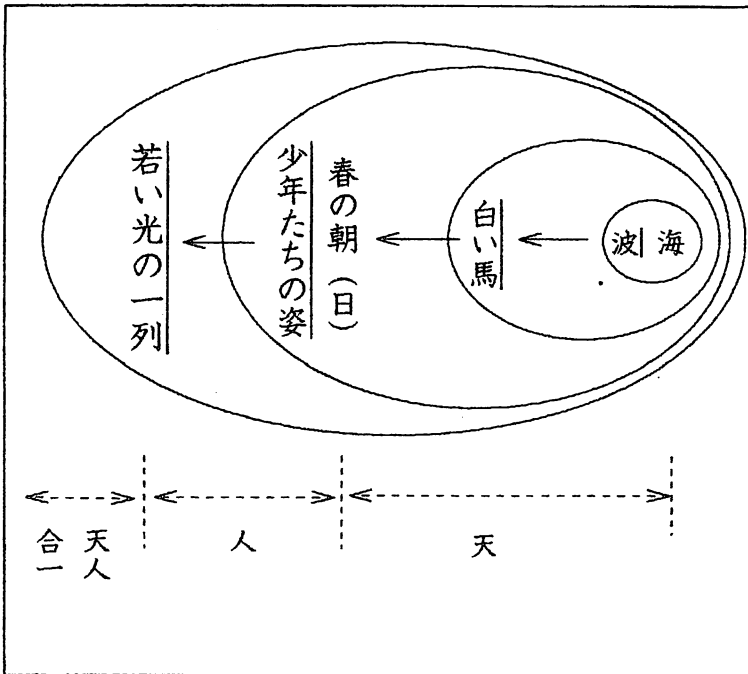 海
波
白い馬
春の朝（日）
少年たちの姿
若い光の一列
天
人
天人
合一